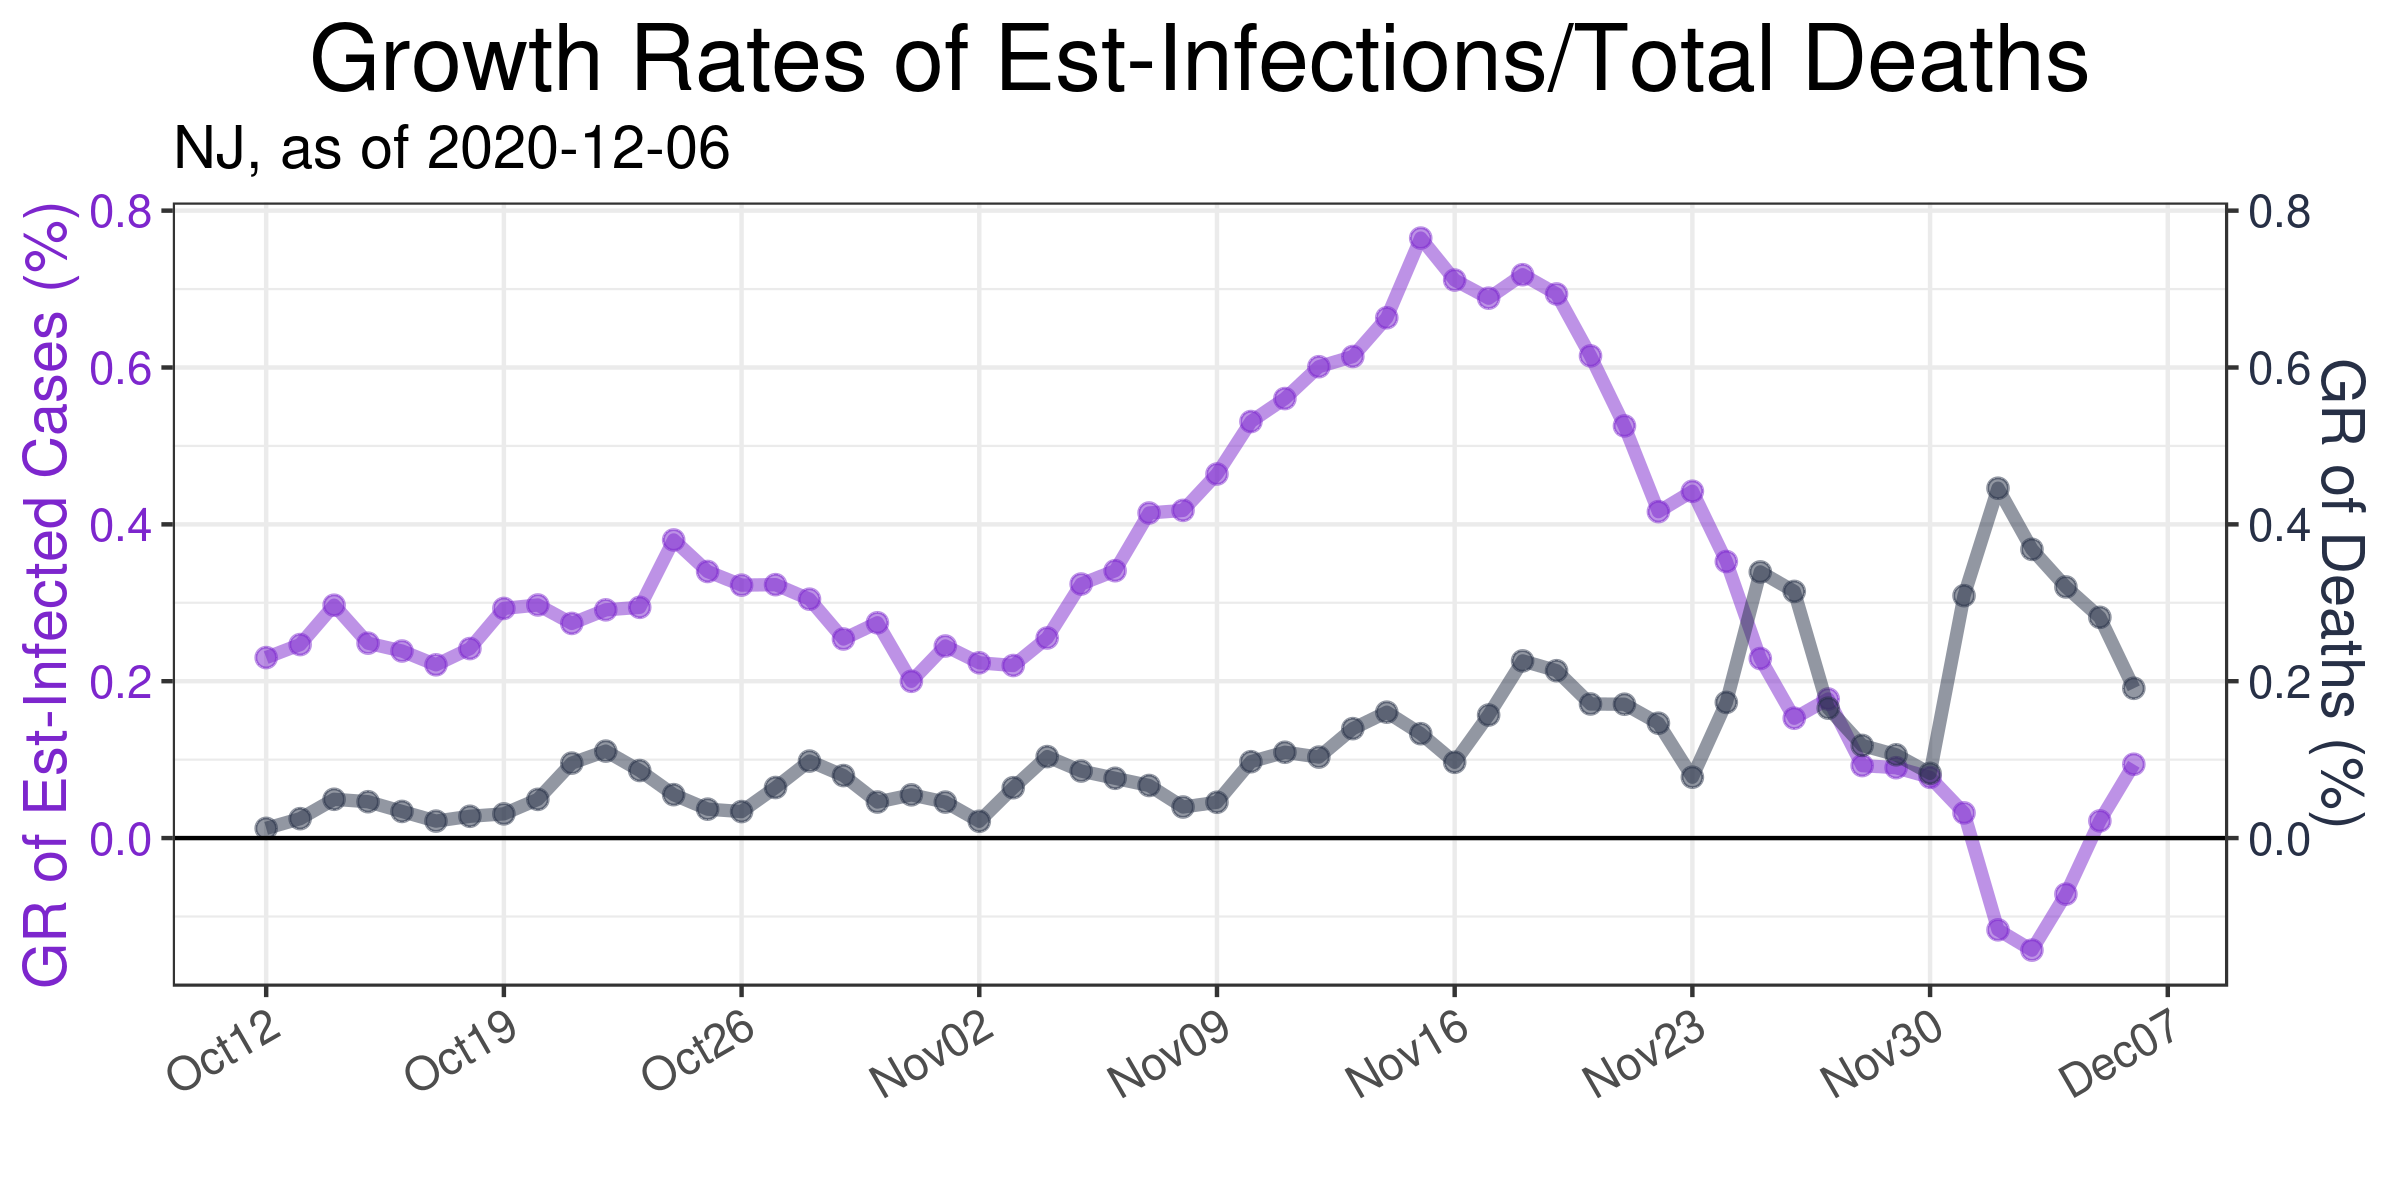 Growth Rates of Est-Infections/Total Deaths
NJ, as of 2020-12-06
GR of Est-Infected Cases (%)
0.8
0.6
0.4
0.2
0.0
0.8
0.6
0.4
0.2
0.0
GR of Deaths (%)
Oct12
Oct19
Oct26
Nov02
Nov09
Nov16
Nov23
Nov30
Dec07